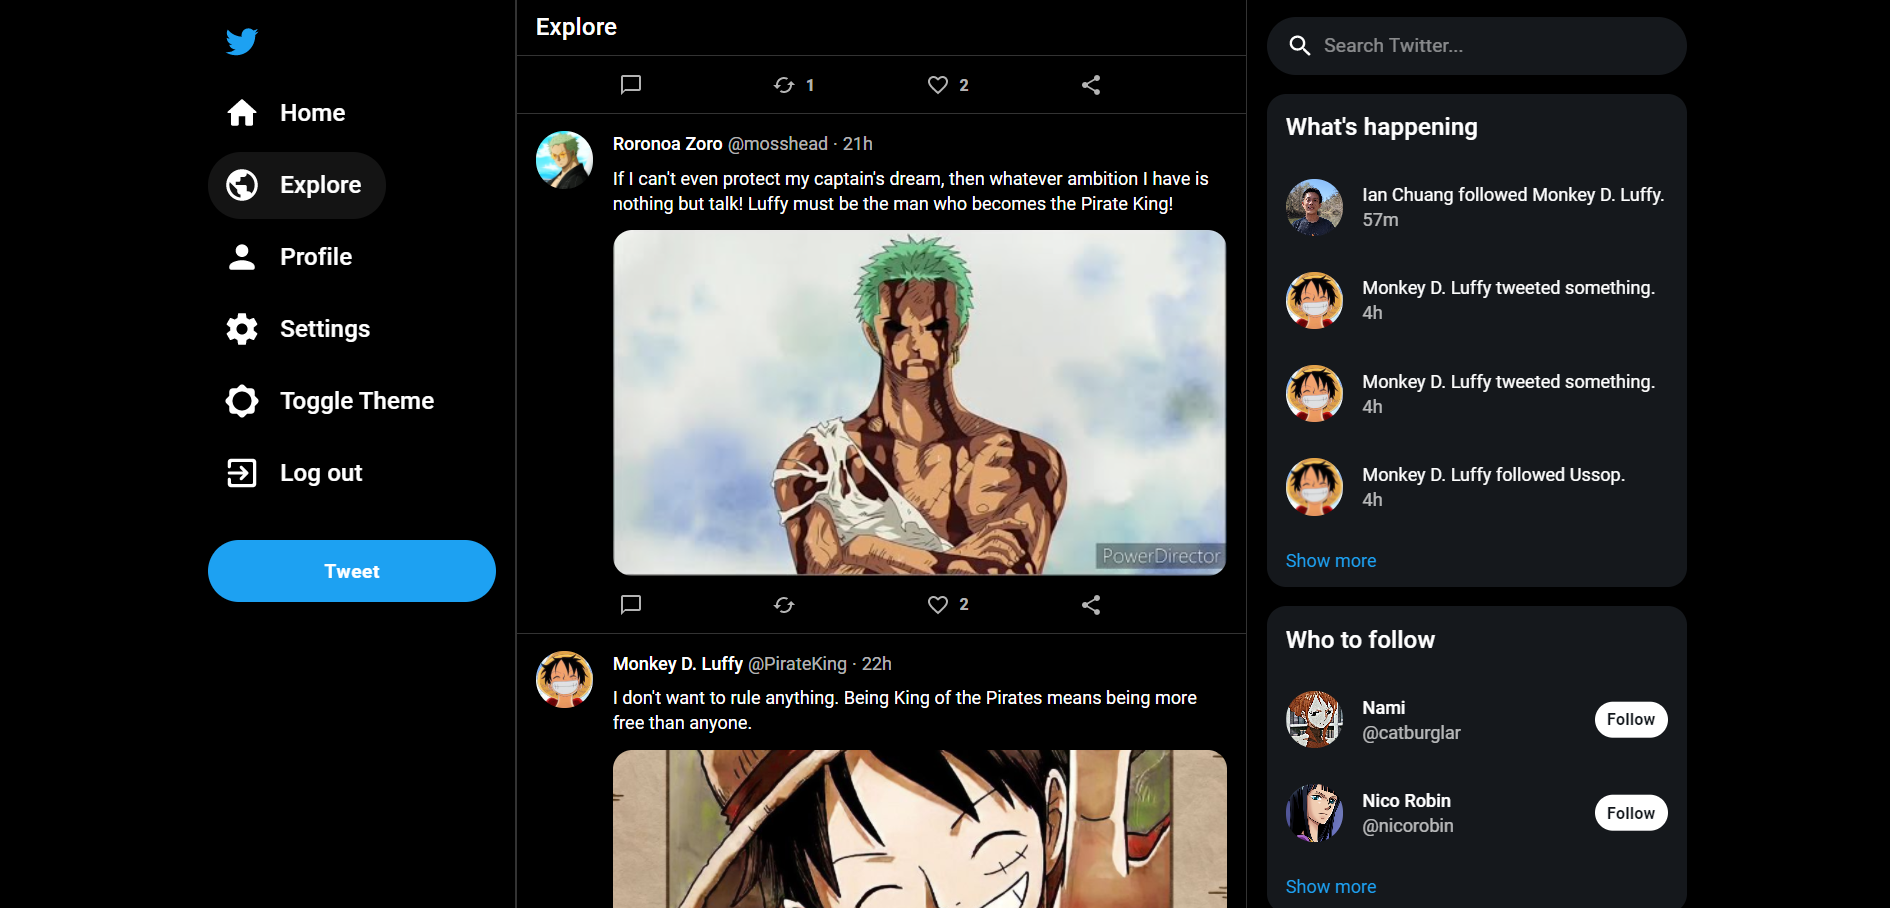 Home
Explore
Profile
Settings
Toggle Theme
Log out
Tweet
Explore
1
2
Roronoa Zoro @mosshead · 21h
If I can't even protect my captain's dream, then whatever ambition I have is
nothing but talk! Luffy must be the man who becomes the Pirate King!
PowerDirector
2
Monkey D. Luffy @PirateKing · 22h
I don't want to rule anything. Being King of the Pirates means being more
free than anyone.
Search Twitter...
What's happening
Ian Chuang followed Monkey D. Luffy.
57m
Monkey D. Luffy tweeted something.
4h
Monkey D. Luffy tweeted something.
4h
Monkey D. Luffy followed Ussop.
4h
Show more
Who to follow
Nami
@catburglar
Follow
Nico Robin
@nicorobin
Follow
Show more